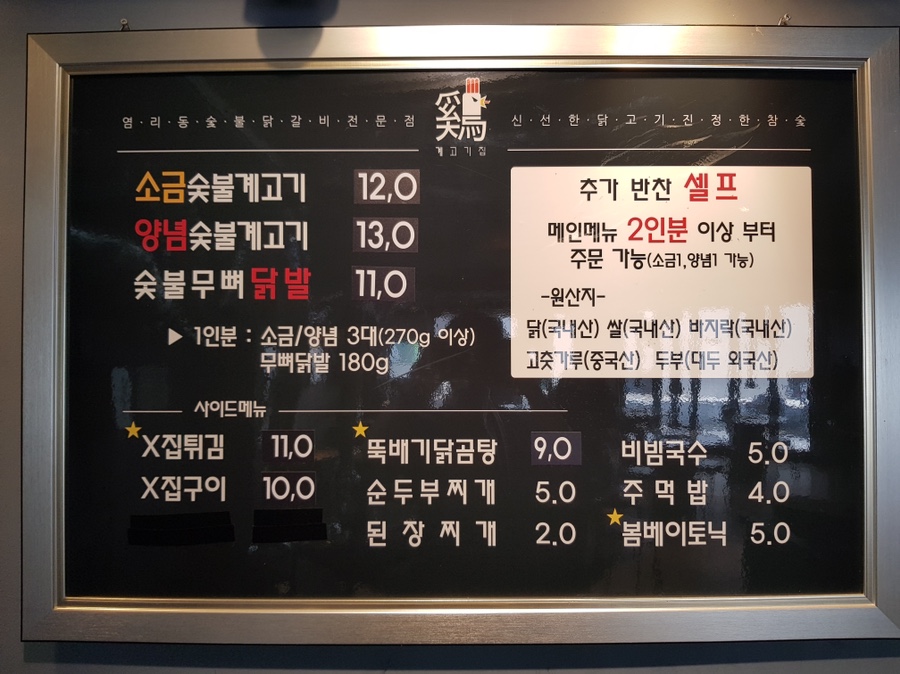 염·리·동·숯·불·닭·갈·비·전·문·점
鷄
계고기집
신·선·한·닭·고·기·진·정·한·참·숯
소금숯불계고기 12,0
양념숯불계고기 13,0
숯불무뼈닭발 11,0
▶ 1인분 : 소금/양념 3대(270g 이상)
무뼈닭발 180g
추가 반찬 셀프
메인메뉴 2인분 이상 부터
주문 가능(소금1,양념1 가능)
-원산지-
닭(국내산) 쌀(국내산) 바지락(국내산)
고춧가루(중국산) 두부(대두 외국산)
사이드메뉴
X집튀김 11,0
X집구이 10,0
뚝배기닭곰탕 9,0
순두부찌개 5.0
된장찌개 2.0
비빔국수 5.0
주먹밥 4.0
봄베이토닉 5.0